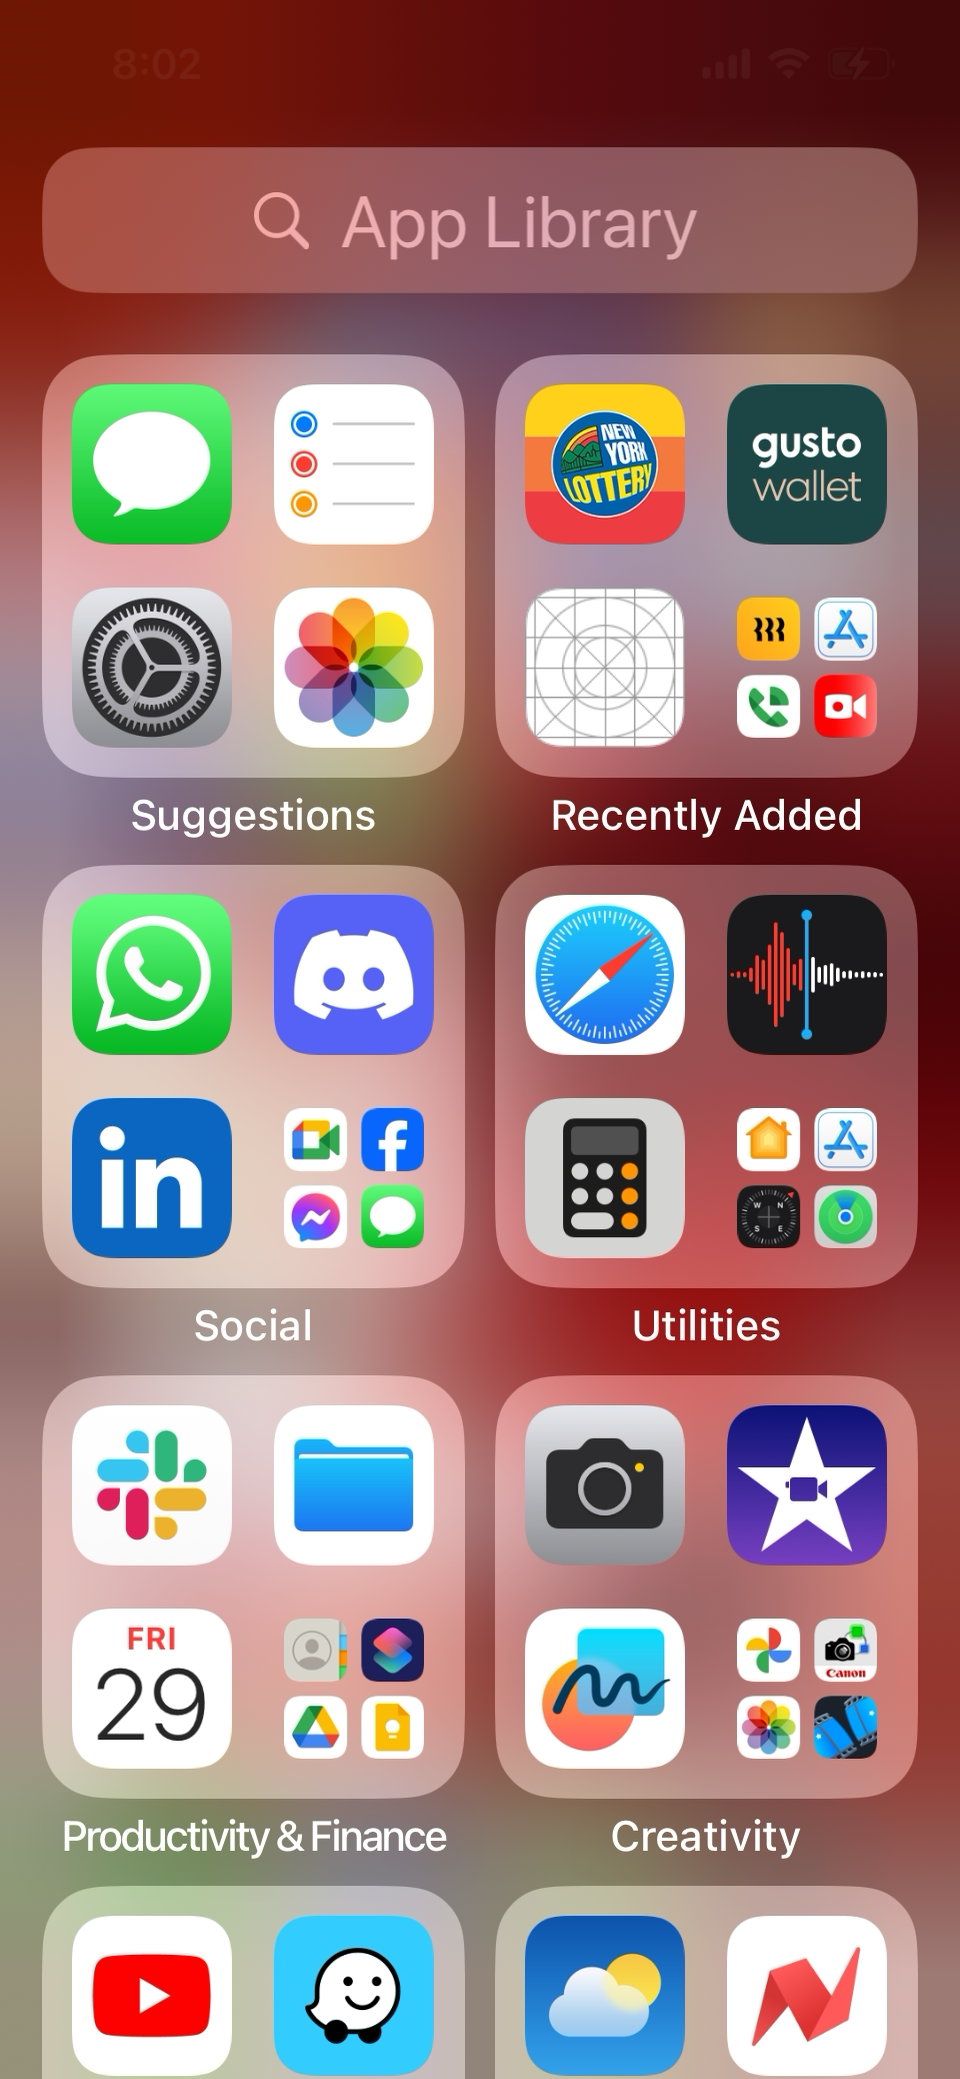 8:02
App Library
NEW
YORK
LOTTERY
gusto
wallet
Suggestions
Recently Added
in
W N
S E
Social
Utilities
FRI
29
Canon
Productivity & Finance
Creativity